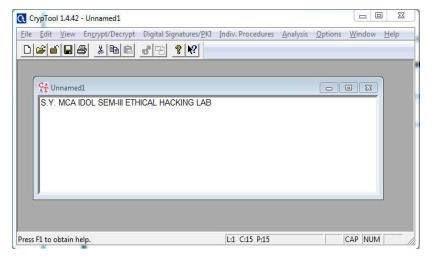 CrypTool 1.4.42 - Unnamed1
File Edit View Encrypt/Decrypt Digital Signatures/PKI Indiv. Procedures Analysis Options Window Help
Unnamed1
S.Y. MCA IDOL SEM-III ETHICAL HACKING LAB
Press F1 to obtain help. L:1 C:15 P:15 CAP NUM